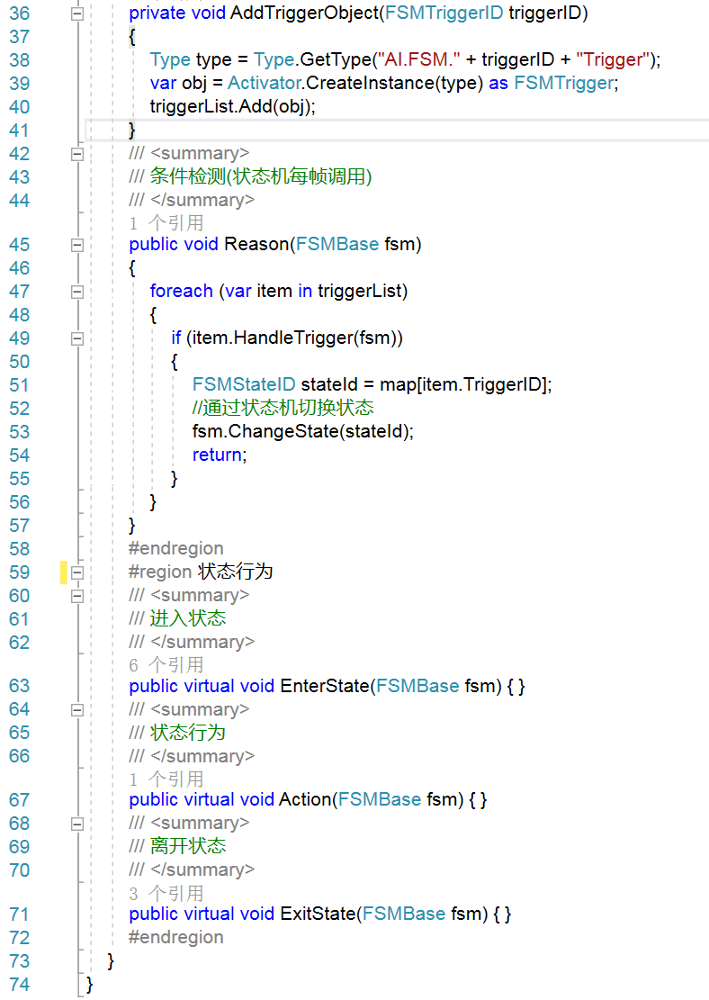 36 private void AddTriggerObject(FSMTriggerID triggerID)
37 {
38 Type type = Type.GetType("AI.FSM." + triggerID + "Trigger");
39 var obj = Activator.CreateInstance(type) as FSMTrigger;
40 triggerList.Add(obj);
41 }
42 /// <summary>
43 /// 条件检测(状态机每帧调用)
44 /// </summary>
1 个引用
45 public void Reason(FSMBase fsm)
46 {
47 foreach (var item in triggerList)
48 {
49 if (item.HandleTrigger(fsm))
50 {
51 FSMStateID stateId = map[item.TriggerID];
52 //通过状态机切换状态
53 fsm.ChangeState(stateId);
54 return;
55 }
56 }
57 }
58 #endregion
59 #region 状态行为
60 /// <summary>
61 /// 进入状态
62 /// </summary>
6 个引用
63 public virtual void EnterState(FSMBase fsm) { }
64 /// <summary>
65 /// 状态行为
66 /// </summary>
1 个引用
67 public virtual void Action(FSMBase fsm) { }
68 /// <summary>
69 /// 离开状态
70 /// </summary>
3 个引用
71 public virtual void ExitState(FSMBase fsm) { }
72 #endregion
73 }
74 }